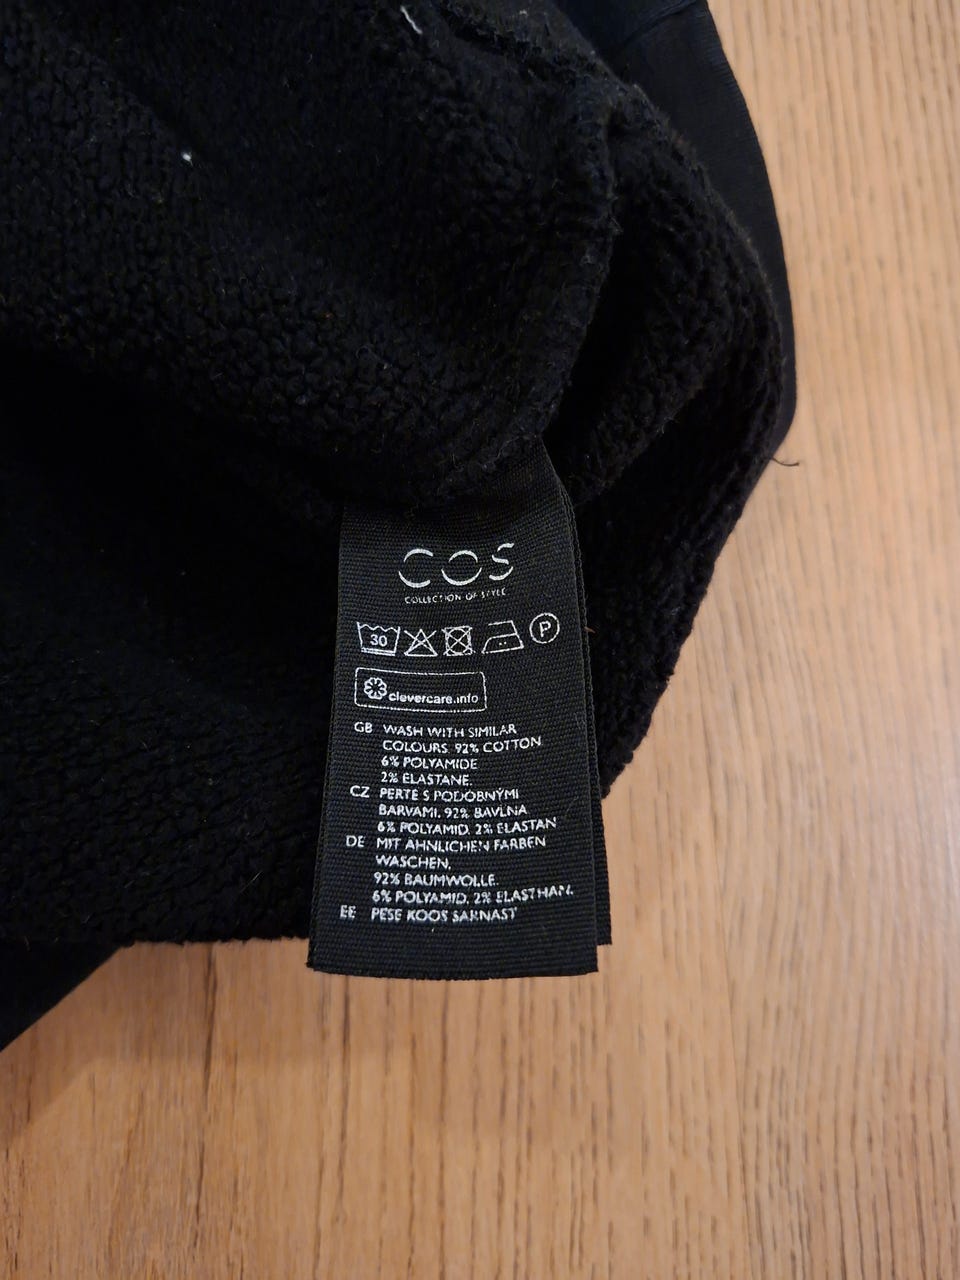 COS
COLLECTION OF STYLE
30 P
clevercare.info
GB WASH WITH SIMILAR
COLOURS. 92% COTTON
6% POLYAMIDE
2% ELASTANE.
CZ PERTE S PODOBNÝMI
BARVAMI. 92% BAVLNA
6% POLYAMID. 2% ELASTAN
DE MIT ÄHNLICHEN FARBEN
WASCHEN.
92% BAUMWOLLE.
6% POLYAMID. 2% ELASTHAN.
EE PESE KOOS SARNAST